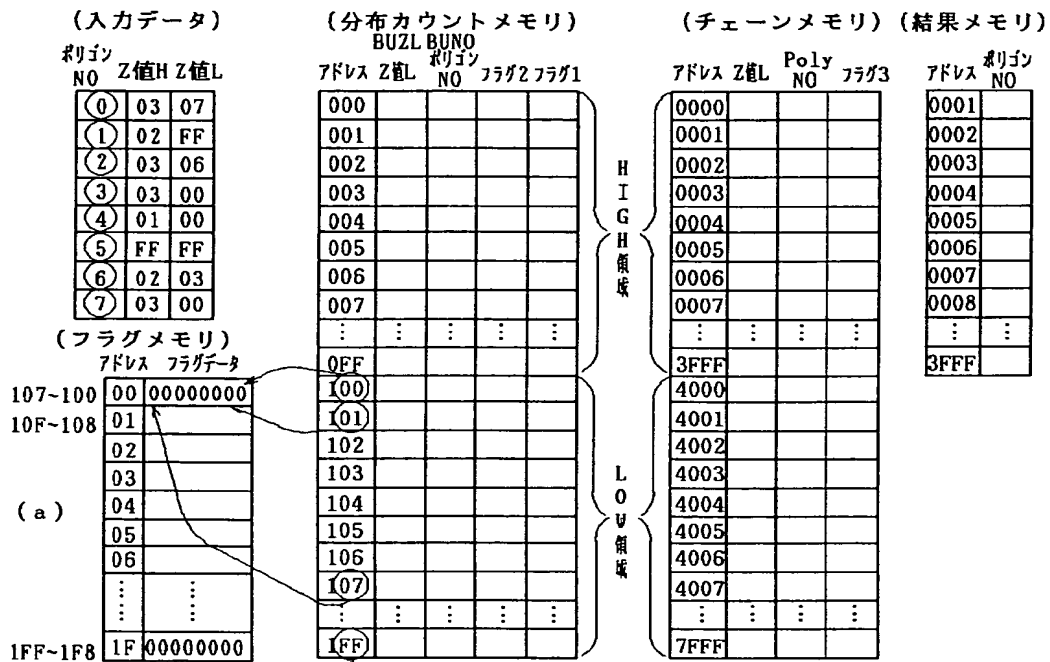 (入力データ)
ポリゴン
NO Z値H Z値L
0 03 07
1 02 FF
2 03 06
3 03 00
4 01 00
5 FF FF
6 02 03
7 03 00
(フラグメモリ)
アドレス フラグデータ
107~100 00 00000000
10F~108 01
02
03
04
05
06
⋮ ⋮
1FF~1F8 1F 00000000
(a)
(分布カウントメモリ)
BUZL BUNO
アドレス Z値L ポリゴンNO フラグ2 フラグ1
000
001
002
003
004
005
006
007
⋮ ⋮ ⋮ ⋮ ⋮
0FF
100
101
102
103
104
105
106
107
⋮ ⋮ ⋮ ⋮ ⋮
1FF
HIGH領域
LOW領域
(チェーンメモリ)
アドレス Z値L Poly NO フラグ3
0000
0001
0002
0003
0004
0005
0006
0007
⋮ ⋮ ⋮ ⋮
3FFF
4000
4001
4002
4003
4004
4005
4006
4007
⋮ ⋮ ⋮ ⋮
7FFF
(結果メモリ)
アドレス ポリゴンNO
0001
0002
0003
0004
0005
0006
0007
0008
⋮ ⋮
3FFF